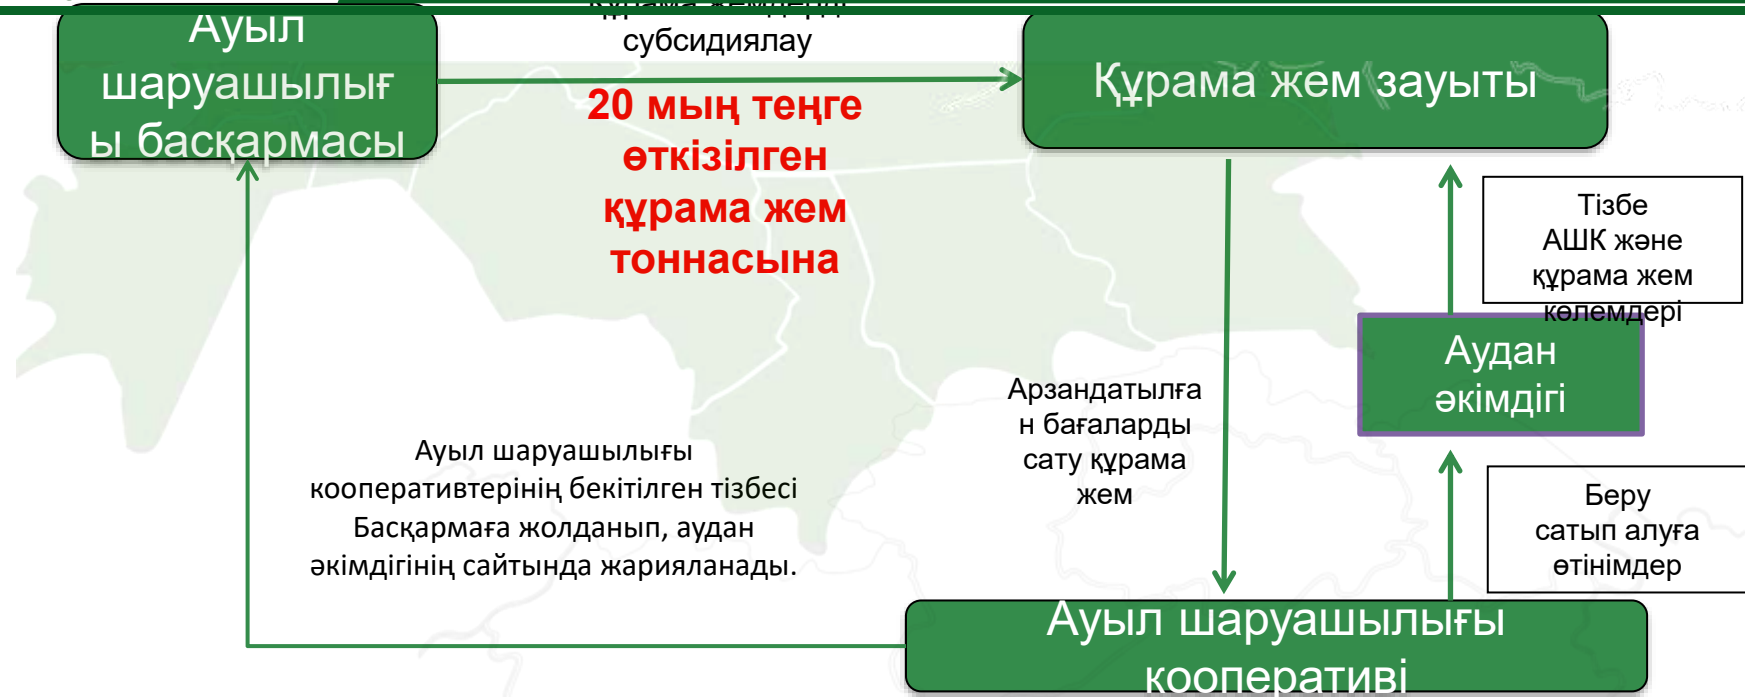 Ауыл
шаруашылығ
ы басқармасы
Құрама жемдерді
субсидиялау
20 мың теңге
өткізілген
құрама жем
тоннасына
Құрама жем зауыты
Тізбе
АШК және
құрама жем
көлемдері
Аудан
әкімдігі
Арзандатылға
н бағаларды
сату құрама
жем
Ауыл шаруашылығы
кооперативтерінің бекітілген тізбесі
Басқармаға жолданып, аудан
әкімдігінің сайтында жарияланады.
Беру
сатып алуға
өтінімдер
Ауыл шаруашылығы
кооперативі